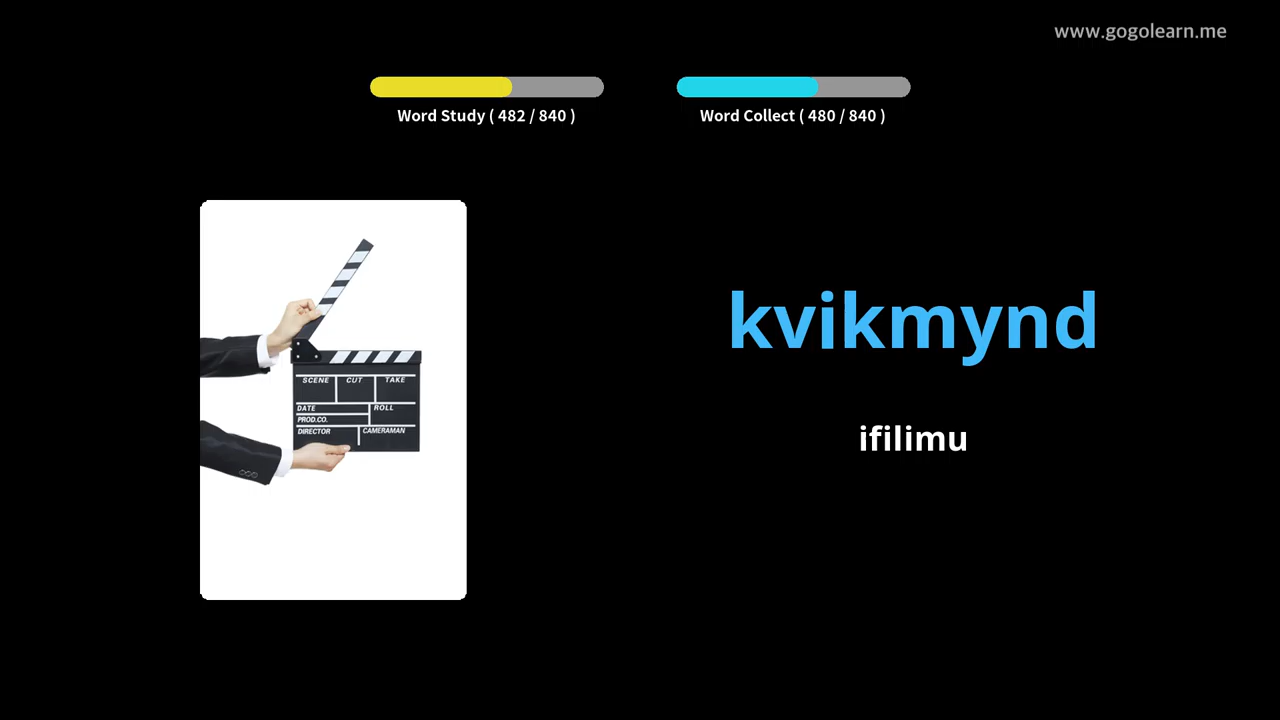 www.gogolearn.me
Word Study ( 482 / 840 )
Word Collect ( 480 / 840 )
SCENE CUT TAKE
DATE ROLL
PROD.CO.
DIRECTOR CAMERAMAN
kvikmynd
ifilimu